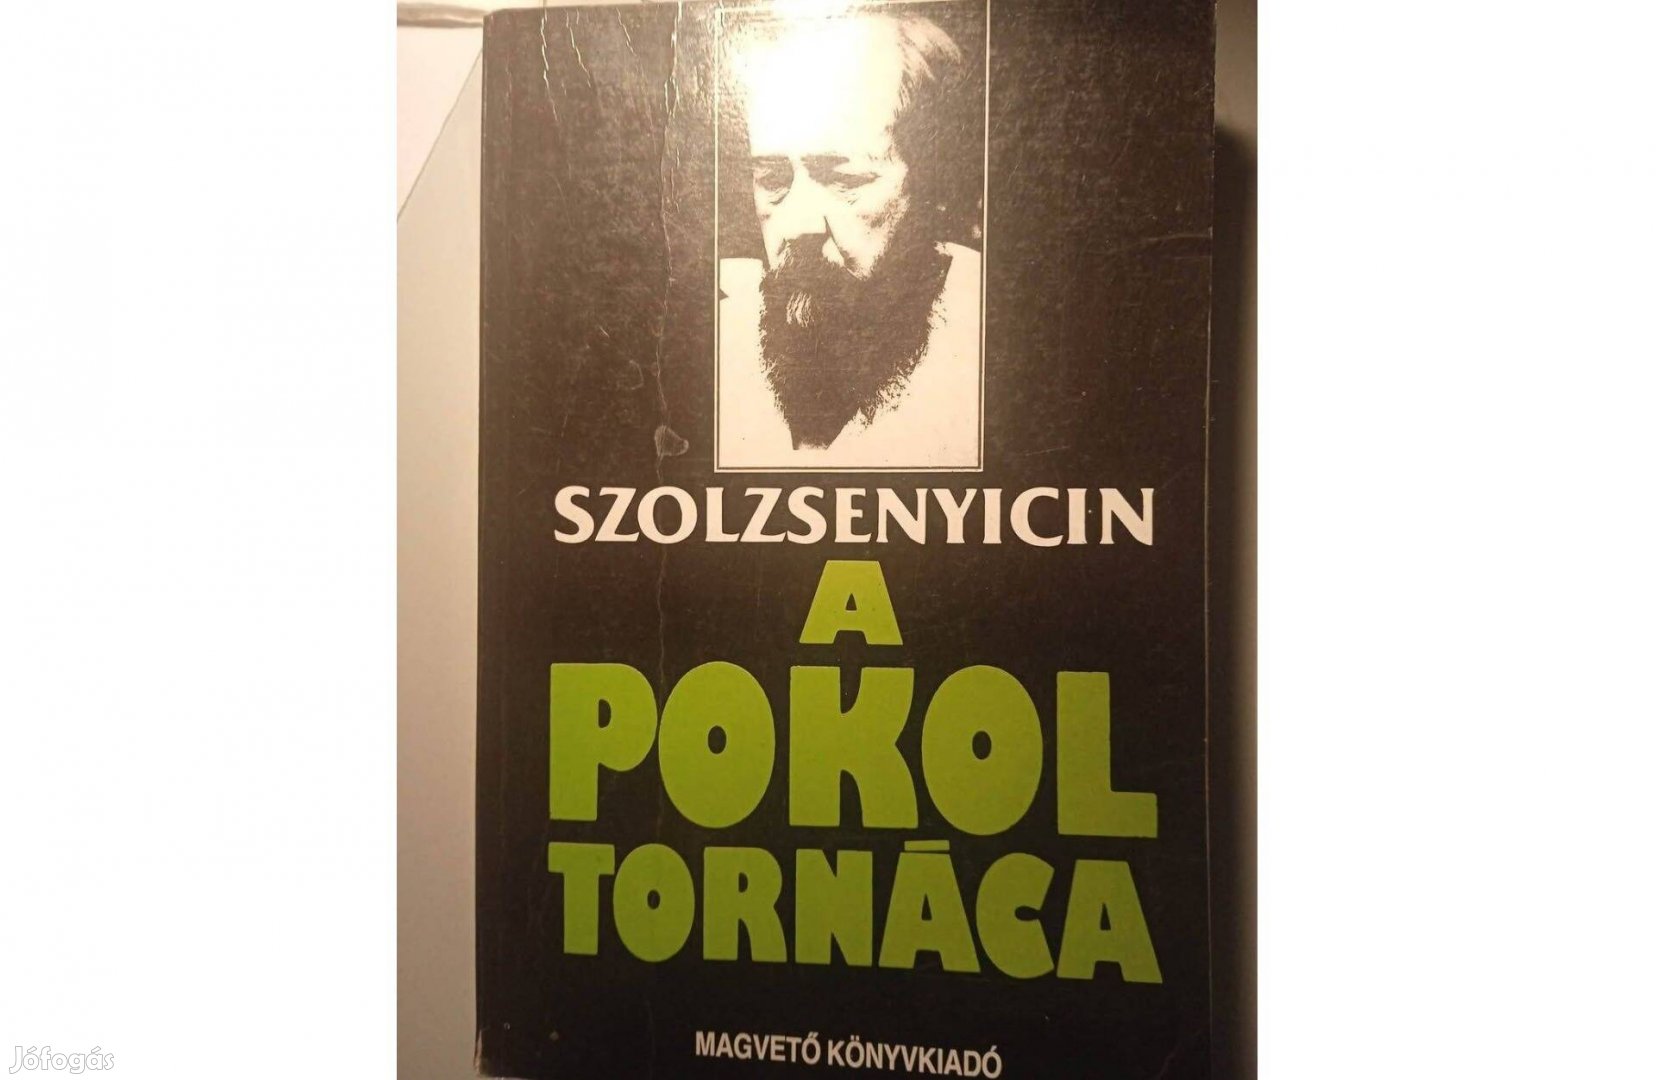 SZOLZSENYICIN
A
POKOL
TORNÁCA
MAGVETŐ KÖNYVKIADÓ
Jófogás